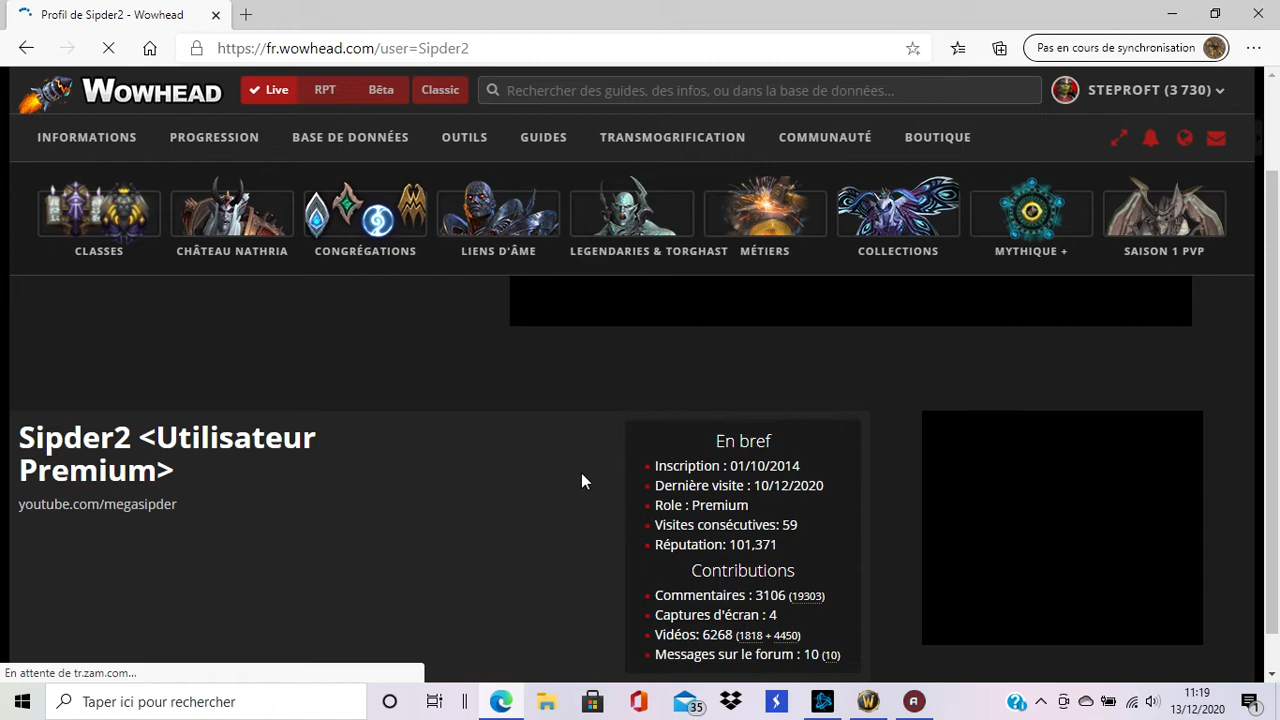 Profil de Sipder2 - Wowhead
https://fr.wowhead.com/user=Sipder2
Pas en cours de synchronisation
WOWHEAD
Live
RPT
Bêta
Classic
Rechercher des guides, des infos, ou dans la base de données...
STEPROFT (3 730)
INFORMATIONS
PROGRESSION
BASE DE DONNÉES
OUTILS
GUIDES
TRANSMOGRIFICATION
COMMUNAUTÉ
BOUTIQUE
CLASSES
CHÂTEAU NATHRIA
CONGRÉGATIONS
LIENS D'ÂME
LEGENDARIES & TORGHAST
MÉTIERS
COLLECTIONS
MYTHIQUE +
SAISON 1 PVP
Sipder2 <Utilisateur
Premium>
youtube.com/megasipder
En bref
Inscription : 01/10/2014
Dernière visite : 10/12/2020
Role : Premium
Visites consécutives: 59
Réputation: 101,371
Contributions
Commentaires : 3106 (19303)
Captures d'écran : 4
Vidéos: 6268 (1818 + 4450)
Messages sur le forum : 10 (10)
En attente de tr.zam.com...
Taper ici pour rechercher
35
11:19
13/12/2020
1